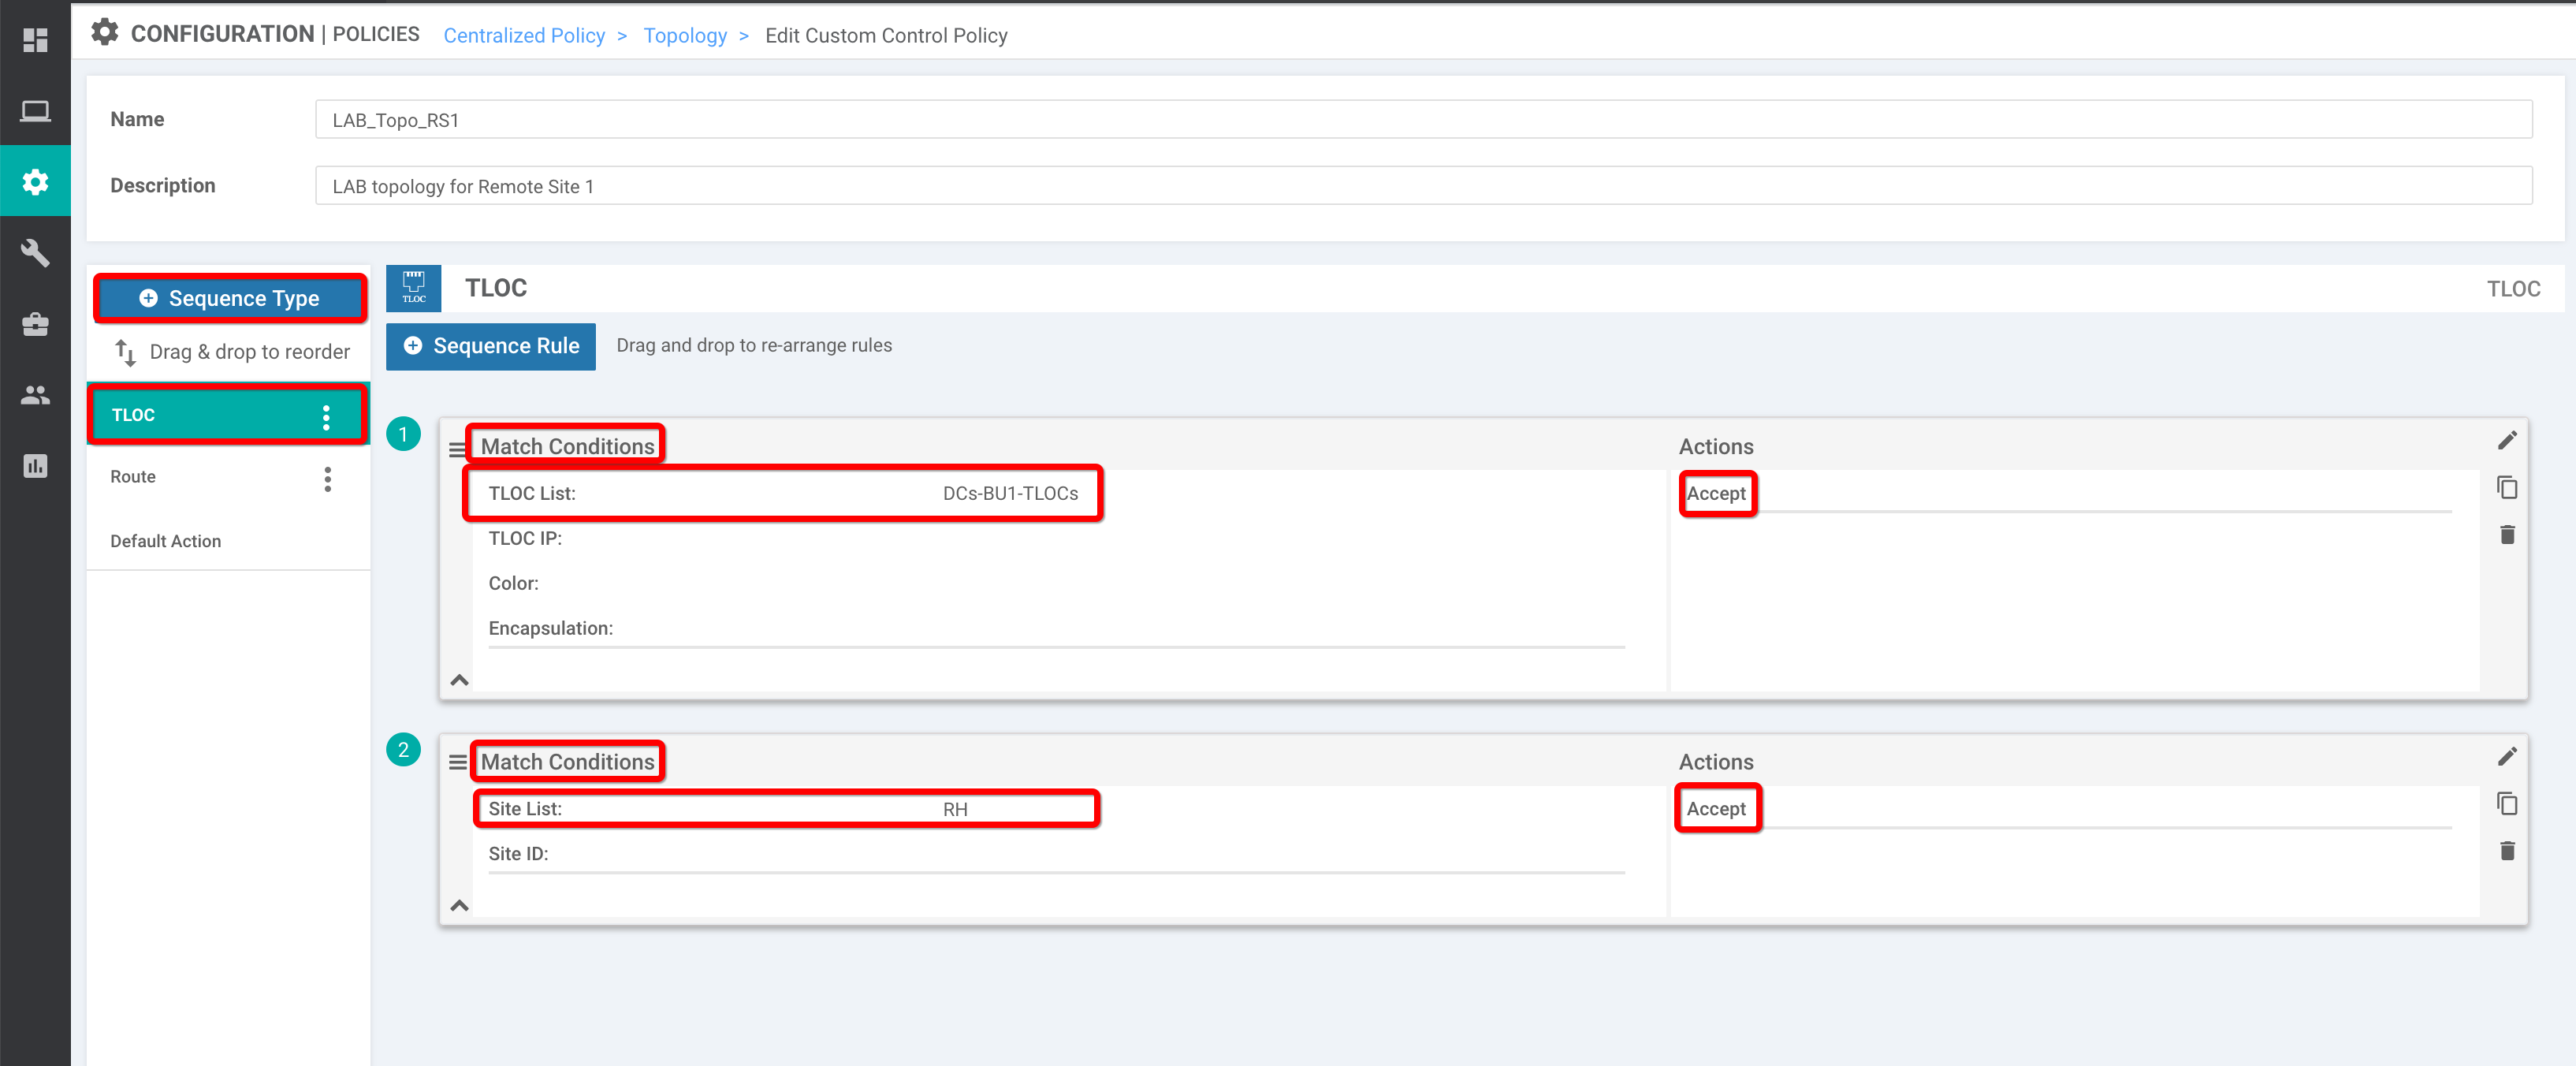 CONFIGURATION | POLICIES Centralized Policy > Topology > Edit Custom Control Policy
Name LAB_Topo_RS1
Description LAB topology for Remote Site 1
Sequence Type
Drag & drop to reorder
TLOC
Route
Default Action
TLOC TLOC TLOC
Sequence Rule Drag and drop to re-arrange rules
1 Match Conditions Actions
TLOC List: DCs-BU1-TLOCs Accept
TLOC IP:
Color:
Encapsulation:
2 Match Conditions Actions
Site List: RH Accept
Site ID: